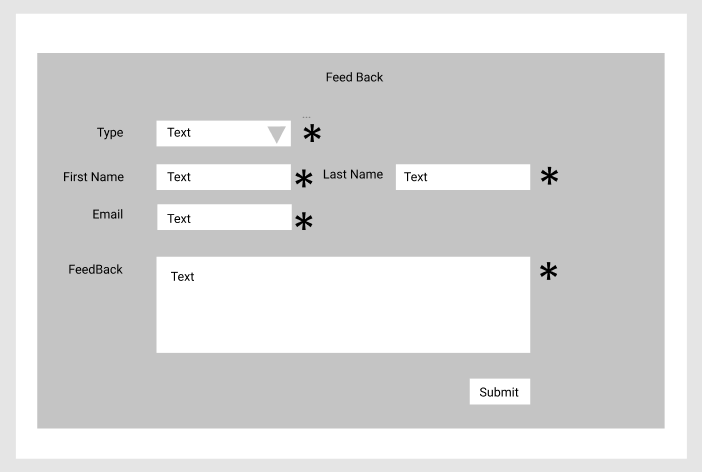 Feed Back
...
Type Text *
First Name Text * Last Name Text *
Email Text *
FeedBack Text *
Submit